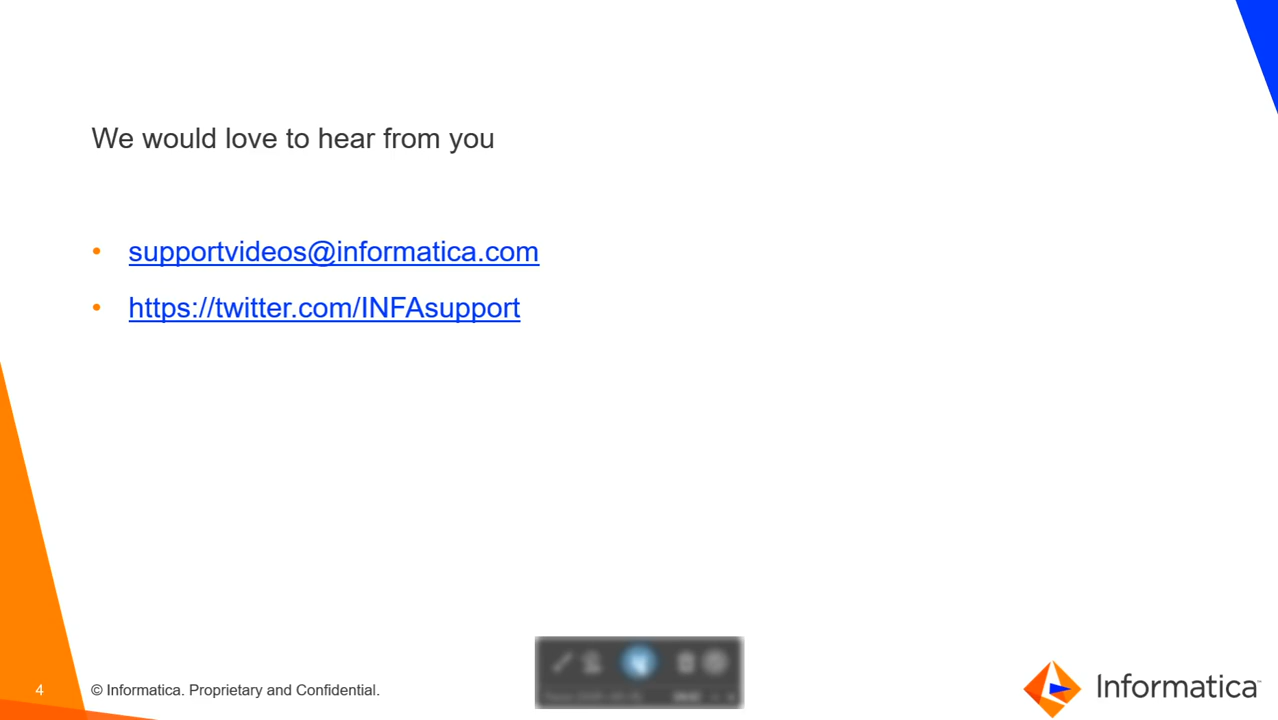 We would love to hear from you
• supportvideos@informatica.com
• https://twitter.com/INFAsupport
4
© Informatica. Proprietary and Confidential.
Informatica™